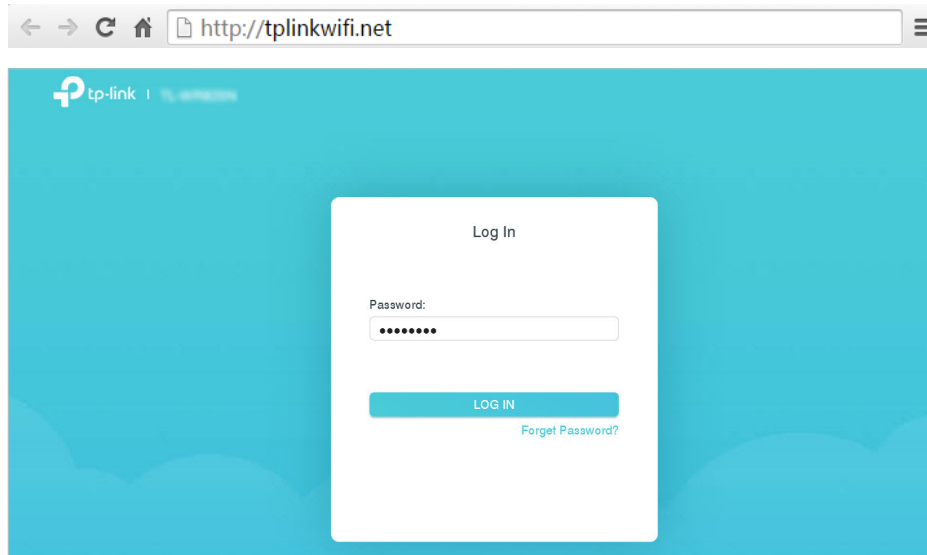 http://tplinkwifi.net
tp-link |
Log In
Password:
LOG IN
Forget Password?